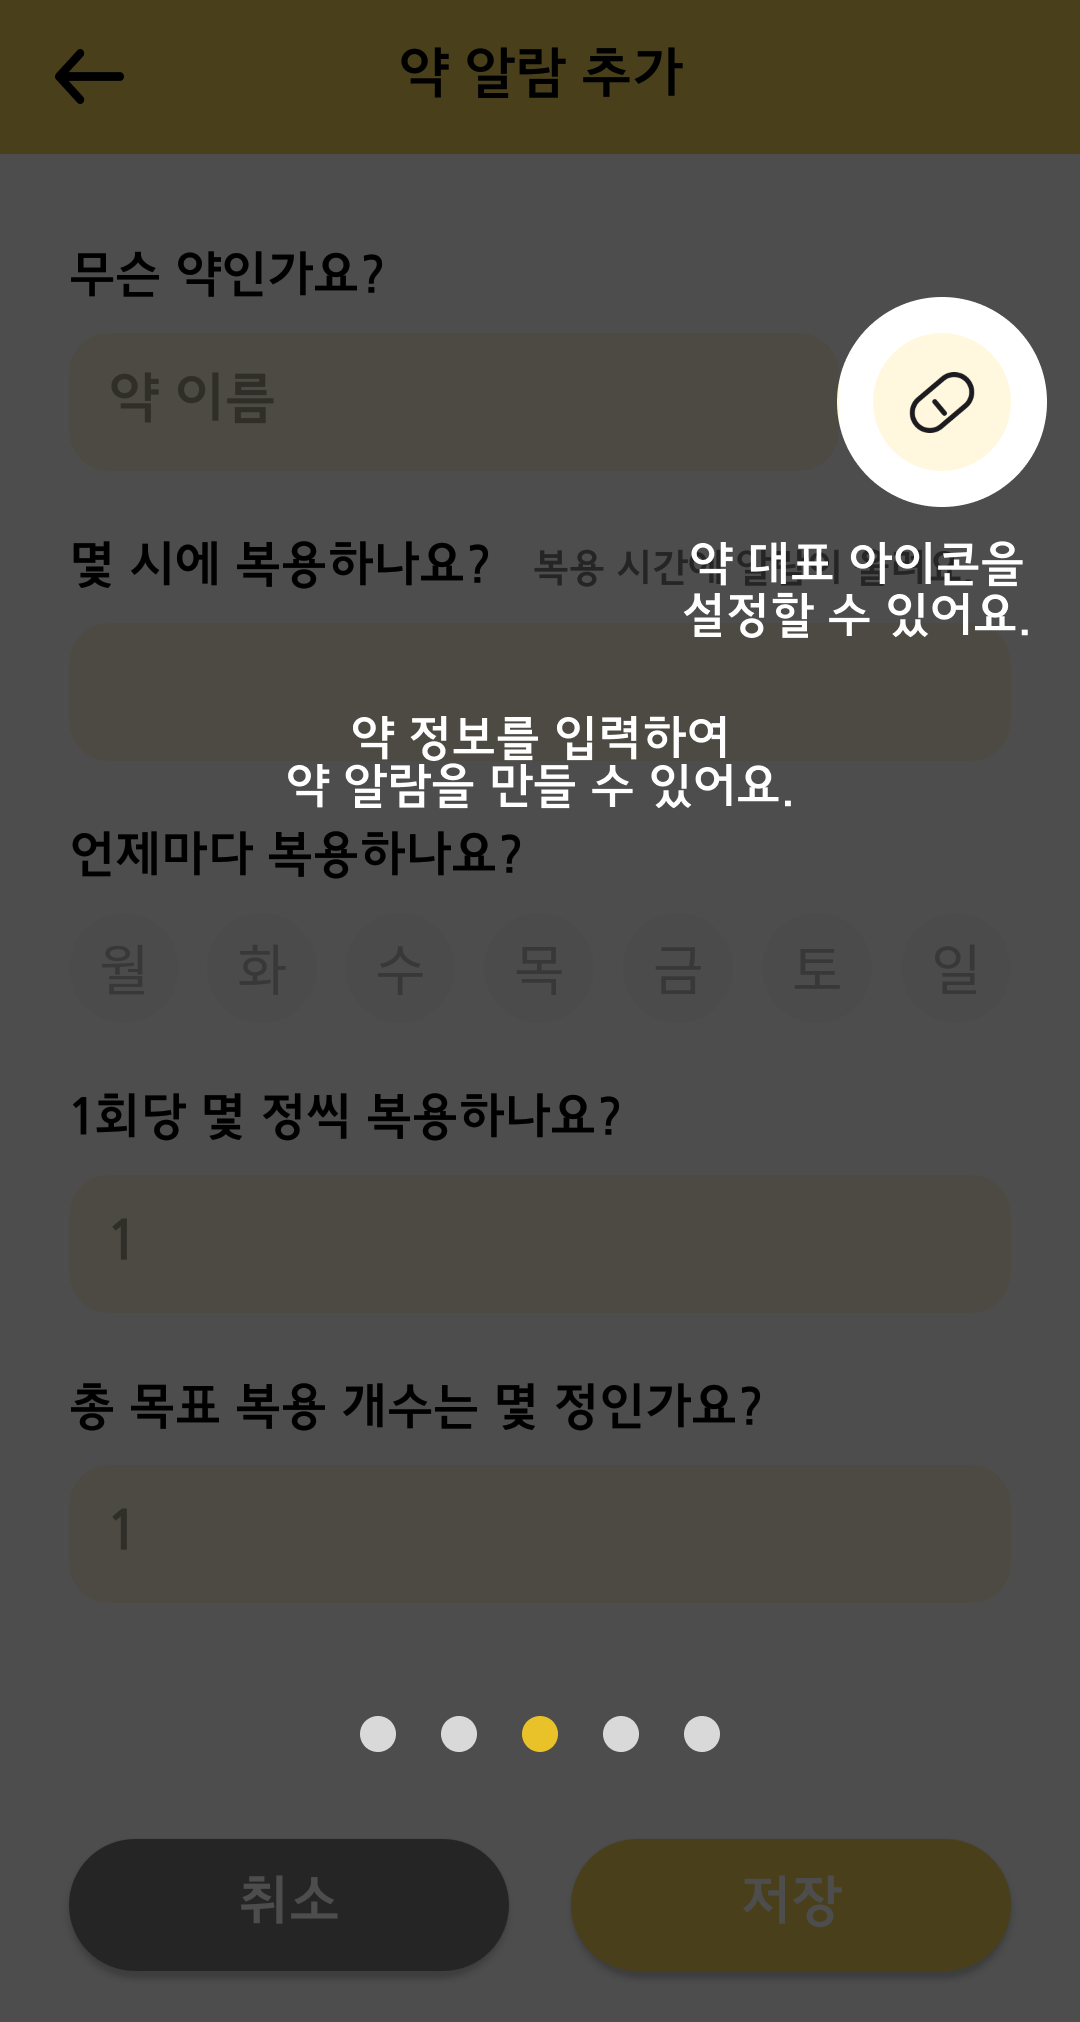 약 알람 추가
무슨 약인가요?
약 이름
몇 시에 복용하나요? 복용 시간에
약 대표 아이콘을
설정할 수 있어요.
약 정보를 입력하여
약 알람을 만들 수 있어요.
언제마다 복용하나요?
월 화 수 목 금 토 일
1회당 몇 정씩 복용하나요?
1
총 목표 복용 개수는 몇 정인가요?
1
취소 저장